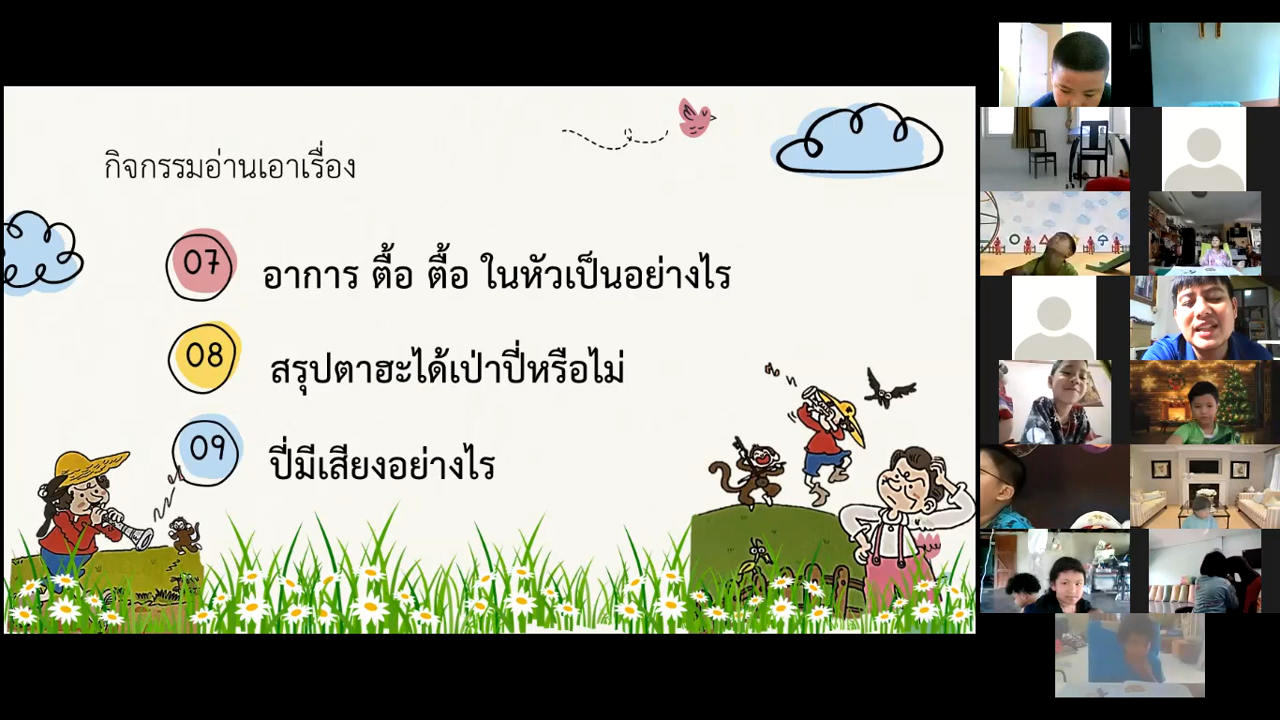 กิจกรรมอ่านเอาเรื่อง
07 อาการ ตื้อ ตื้อ ในหัวเป็นอย่างไร
08 สรุปตาฮะได้เป่าปี่หรือไม่
09 ปี่มีเสียงอย่างไร